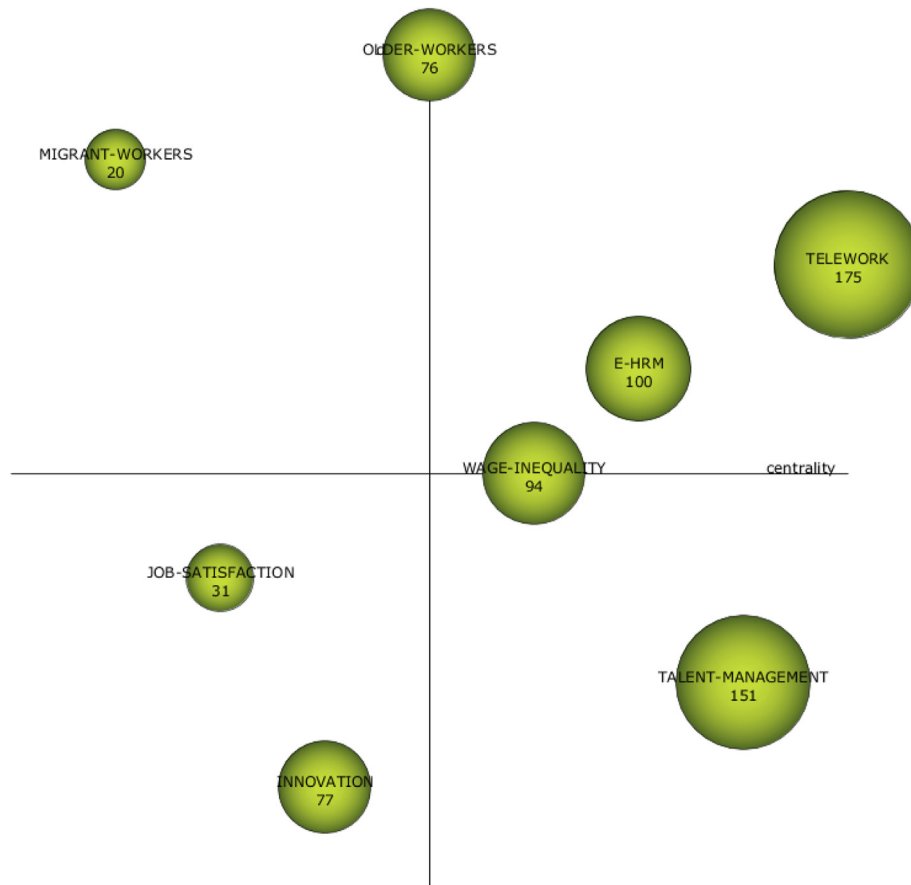 OLDER-WORKERS
76
MIGRANT-WORKERS
20
TELEWORK
175
E-HRM
100
WAGE-INEQUALITY
94
centrality
JOB-SATISFACTION
31
TALENT-MANAGEMENT
151
INNOVATION
77